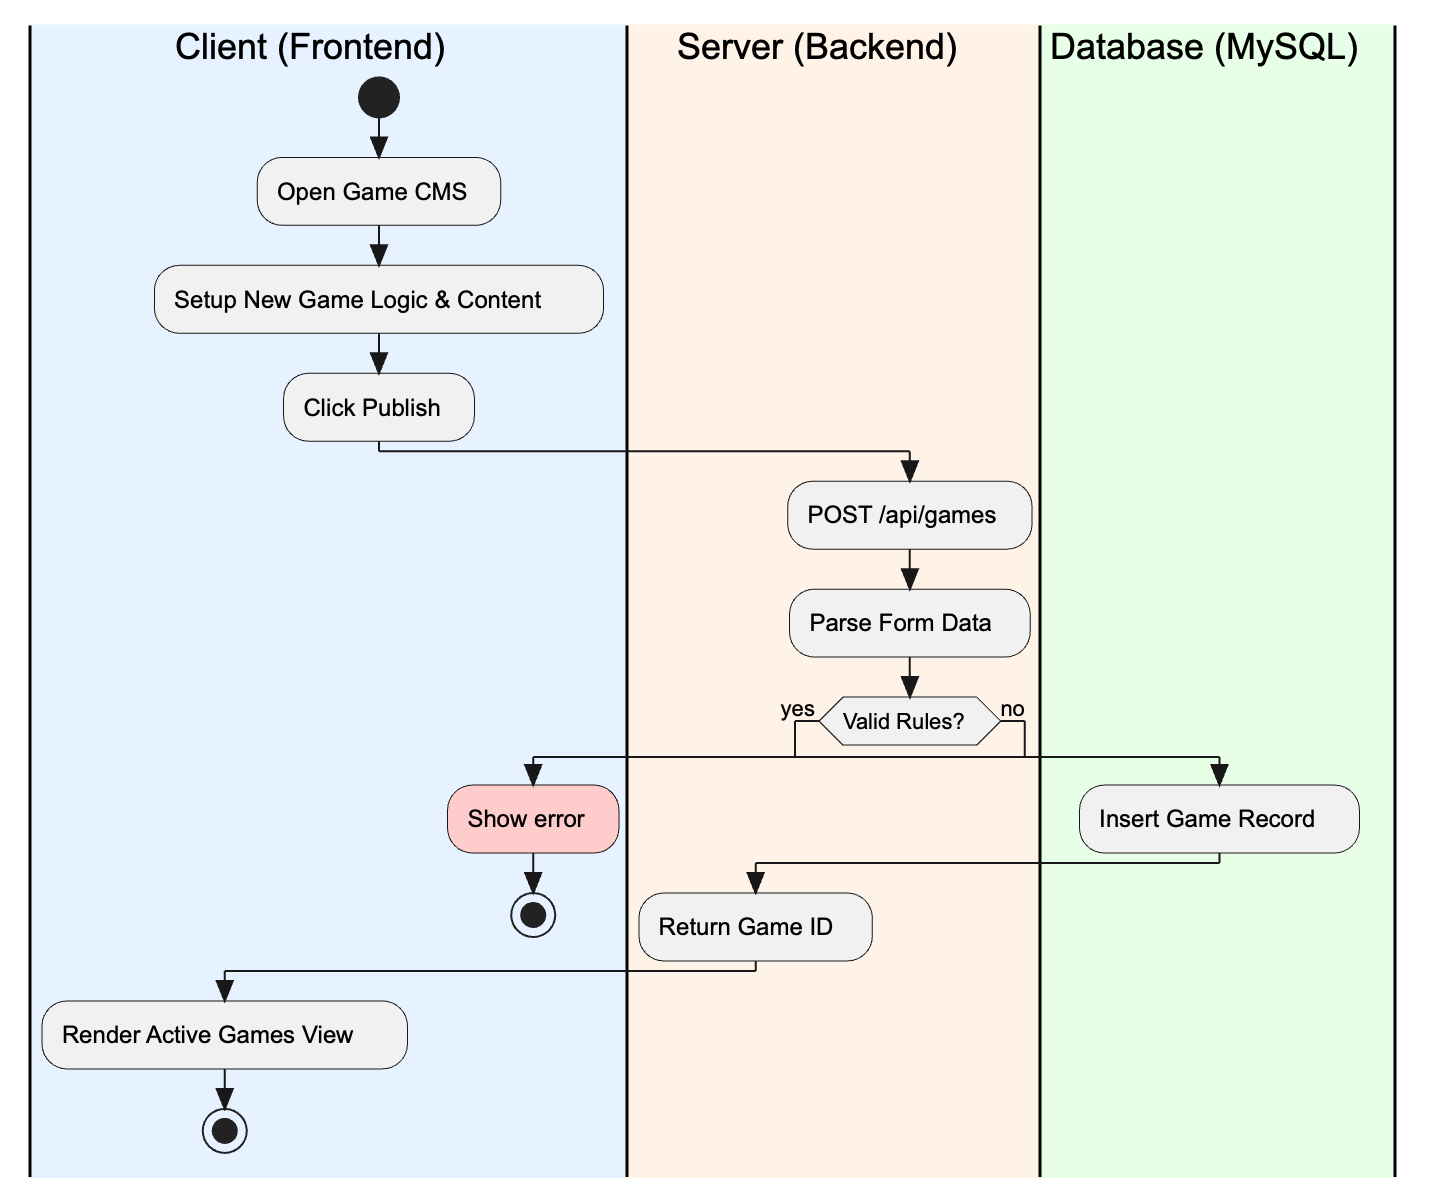 Client (Frontend)
Server (Backend)
Database (MySQL)
Open Game CMS
Setup New Game Logic & Content
Click Publish
POST /api/games
Parse Form Data
yes
Valid Rules?
no
Show error
Insert Game Record
Return Game ID
Render Active Games View